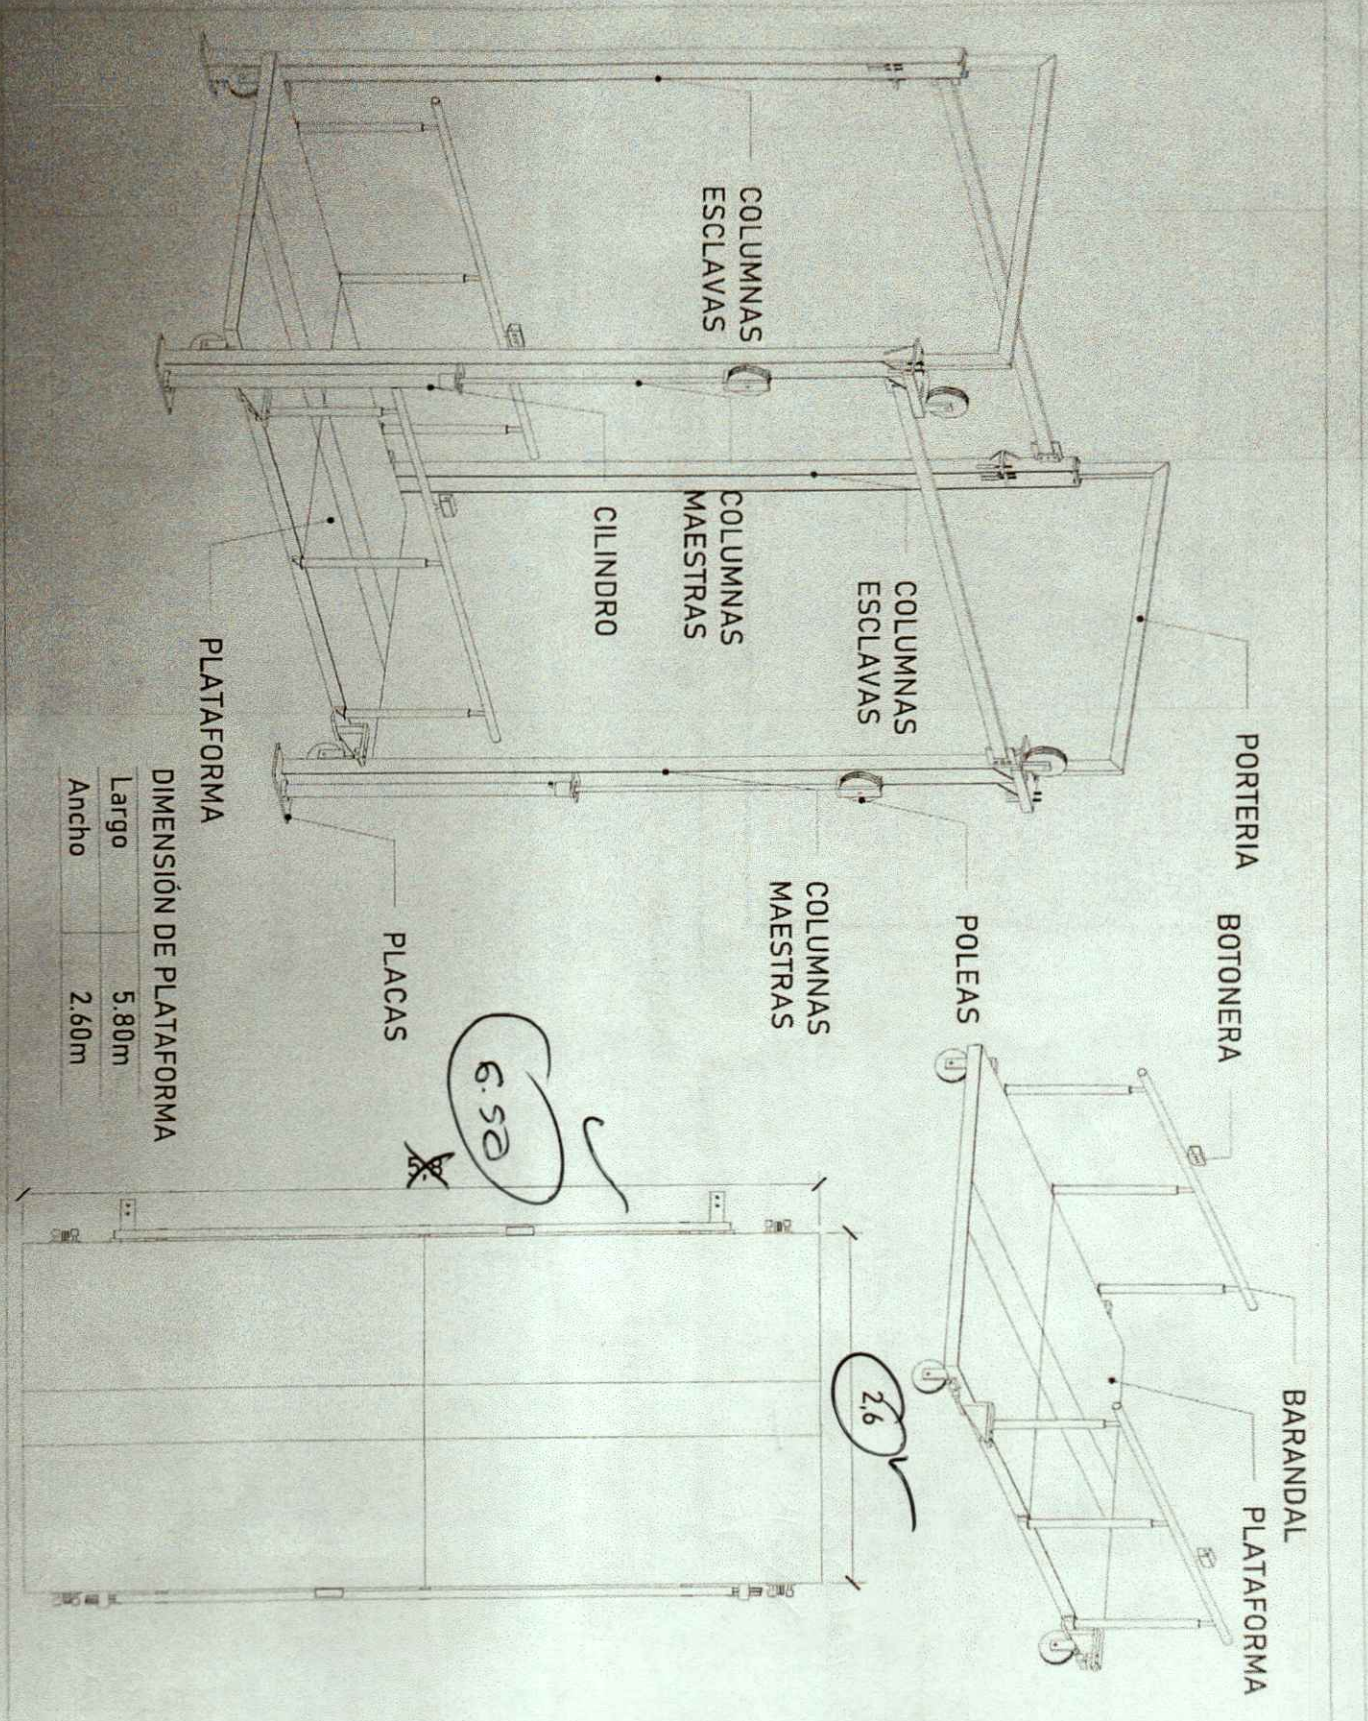 PORTERIA
BOTONERA
BARANDAL
PLATAFORMA
COLUMNAS
ESCLAVAS
COLUMNAS
ESCLAVAS
POLEAS
COLUMNAS
MAESTRAS
COLUMNAS
MAESTRAS
CILINDRO
2,6
6.50
PLACAS
PLATAFORMA
DIMENSIÓN DE PLATAFORMA
Largo 5.80m
Ancho 2.60m